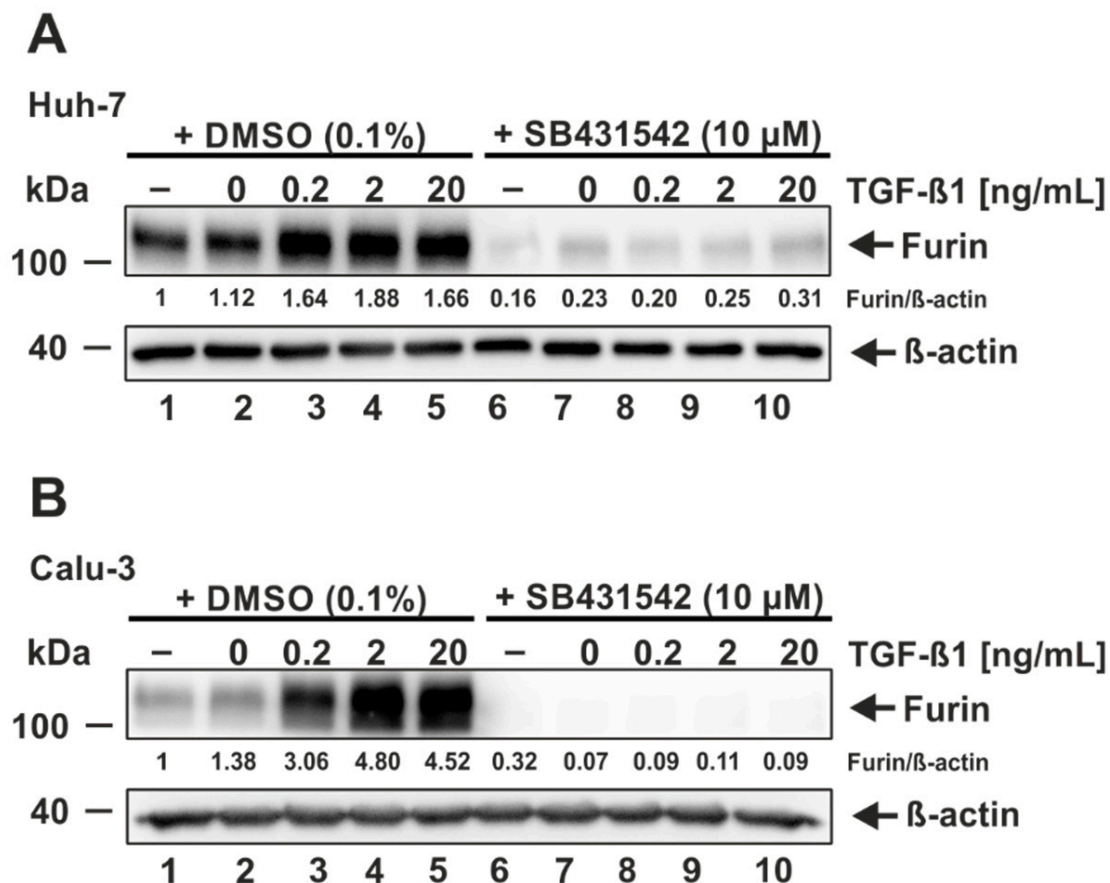 A
Huh-7
+ DMSO (0.1%) + SB431542 (10 µM)
kDa – 0 0.2 2 20 – 0 0.2 2 20 TGF-ß1 [ng/mL]
100 – Furin
1 1.12 1.64 1.88 1.66 0.16 0.23 0.20 0.25 0.31 Furin/ß-actin
40 – ß-actin
1 2 3 4 5 6 7 8 9 10
B
Calu-3
+ DMSO (0.1%) + SB431542 (10 µM)
kDa – 0 0.2 2 20 – 0 0.2 2 20 TGF-ß1 [ng/mL]
100 – Furin
1 1.38 3.06 4.80 4.52 0.32 0.07 0.09 0.11 0.09 Furin/ß-actin
40 – ß-actin
1 2 3 4 5 6 7 8 9 10